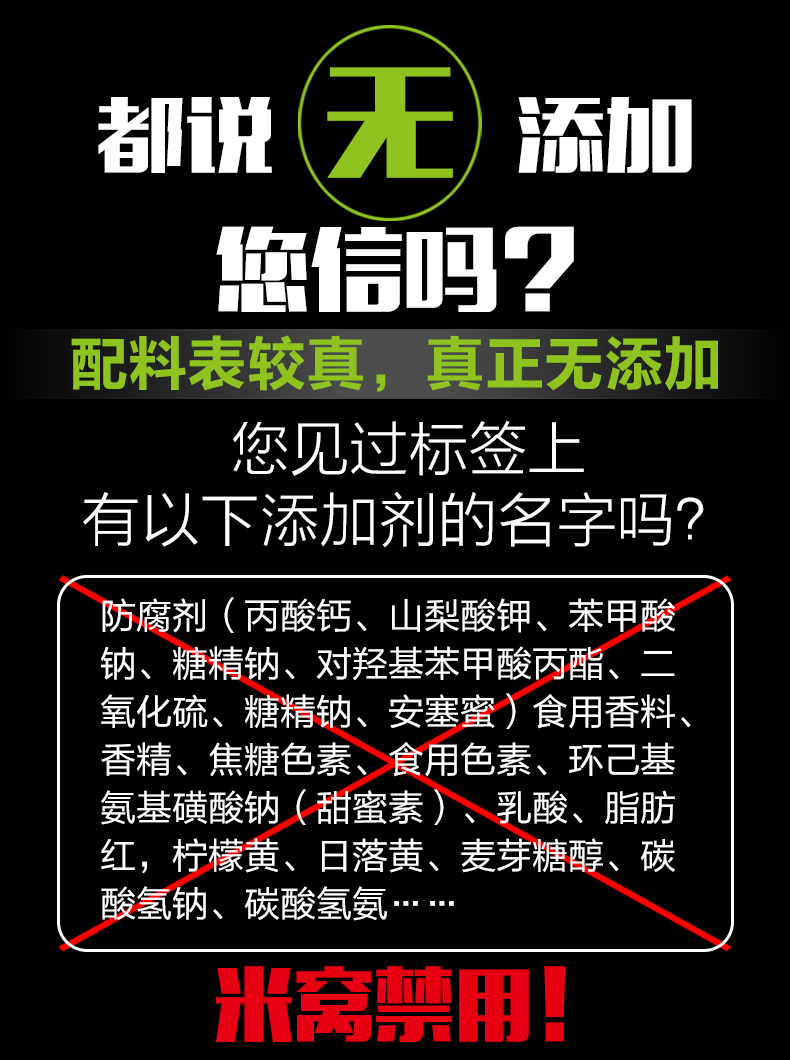 都说无添加
您信吗?
配料表较真，真正无添加
您见过标签上
有以下添加剂的名字吗?
防腐剂（丙酸钙、山梨酸钾、苯甲酸
钠、糖精钠、对羟基苯甲酸丙酯、二
氧化硫、糖精钠、安塞蜜）食用香料、
香精、焦糖色素、食用色素、环己基
氨基磺酸钠（甜蜜素）、乳酸、脂肪
红，柠檬黄、日落黄、麦芽糖醇、碳
酸氢钠、碳酸氢氨……
米窝禁用!